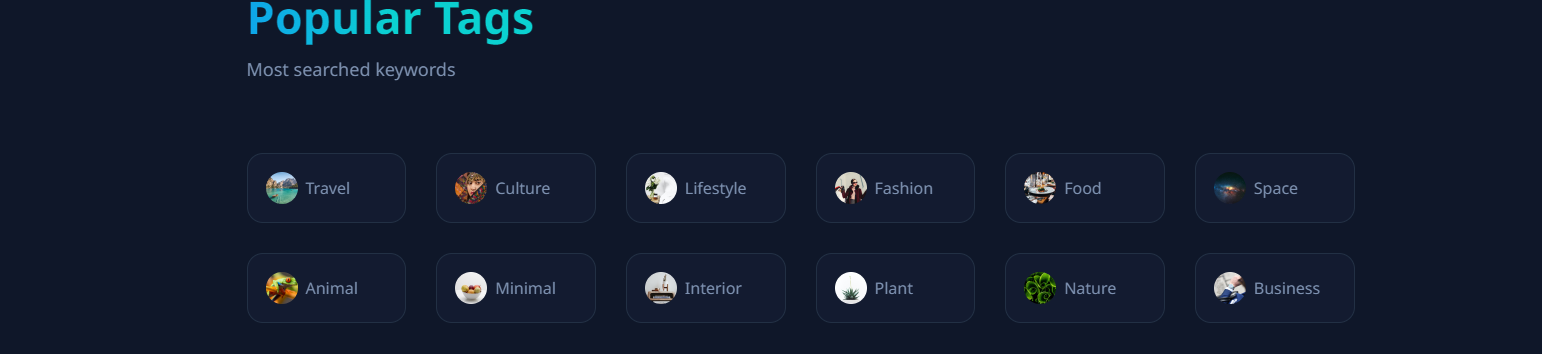 Popular Tags
Most searched keywords
Travel Culture Lifestyle Fashion Food Space
Animal Minimal Interior Plant Nature Business